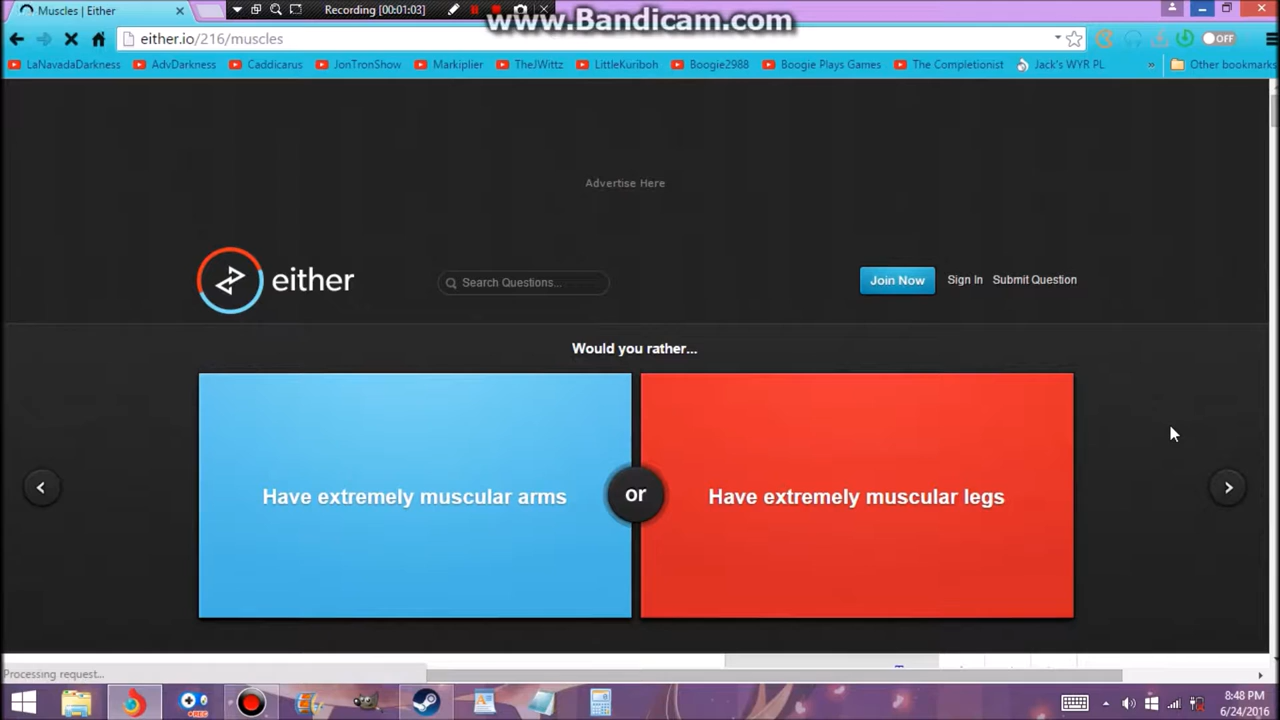 Muscles | Either
Recording [00:01:03]
www.Bandicam.com
either.io/216/muscles
OFF
LaNavadaDarkness
AdvDarkness
Caddicarus
JonTronShow
Markiplier
TheJWittz
LittleKuriboh
Boogie2988
Boogie Plays Games
The Completionist
Jack's WYR PL
»
Other bookmarks
Advertise Here
either
Search Questions...
Join Now
Sign In
Submit Question
Would you rather...
Have extremely muscular arms
or
Have extremely muscular legs
Processing request...
REC
8:48 PM
6/24/2016